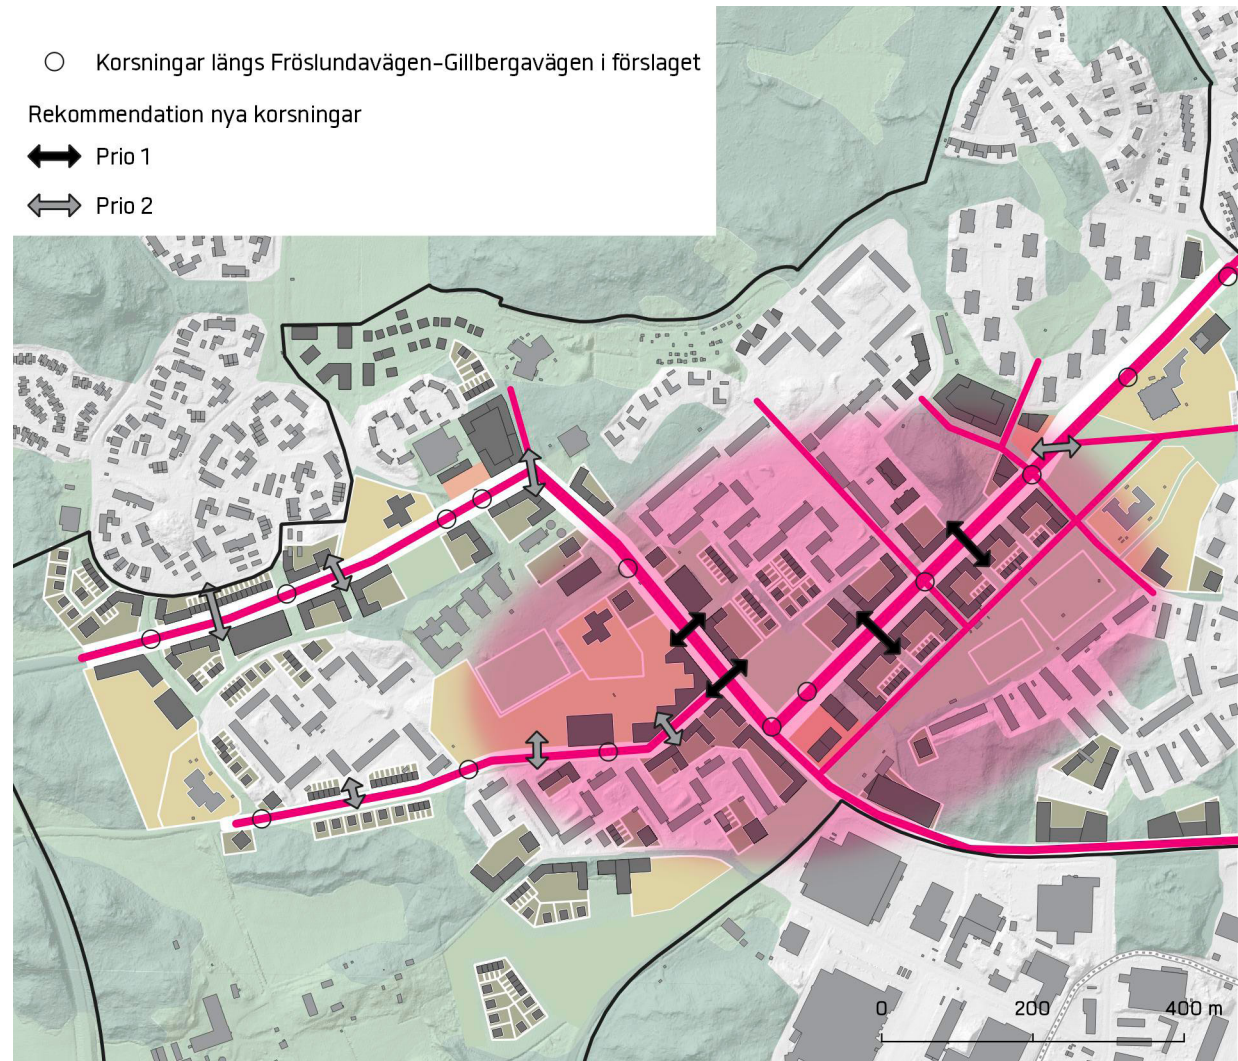 Korsningar längs Fröslundavägen-Gillbergavägen i förslaget
Rekommendation nya korsningar
Prio 1
Prio 2
0 200 400 m